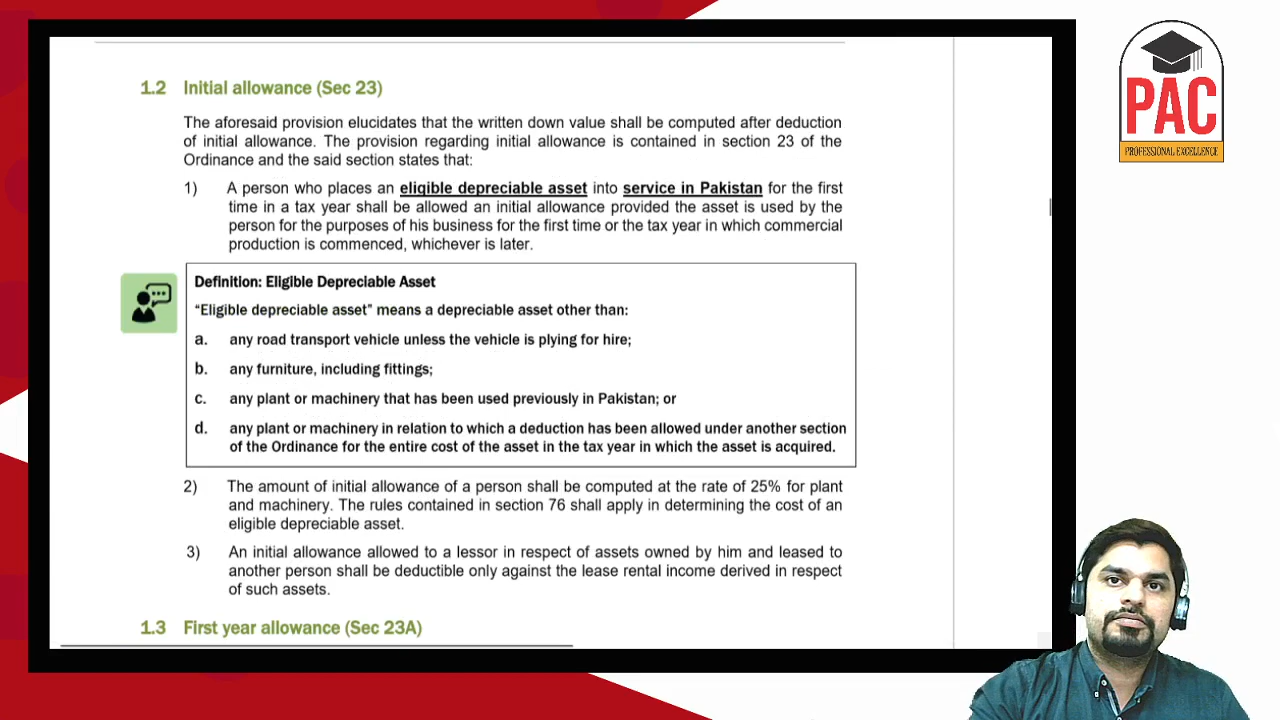 1.2 Initial allowance (Sec 23)
The aforesaid provision elucidates that the written down value shall be computed after deduction
of initial allowance. The provision regarding initial allowance is contained in section 23 of the
Ordinance and the said section states that:
1) A person who places an eligible depreciable asset into service in Pakistan for the first
time in a tax year shall be allowed an initial allowance provided the asset is used by the
person for the purposes of his business for the first time or the tax year in which commercial
production is commenced, whichever is later.
Definition: Eligible Depreciable Asset
“Eligible depreciable asset” means a depreciable asset other than:
a. any road transport vehicle unless the vehicle is plying for hire;
b. any furniture, including fittings;
c. any plant or machinery that has been used previously in Pakistan; or
d. any plant or machinery in relation to which a deduction has been allowed under another section
of the Ordinance for the entire cost of the asset in the tax year in which the asset is acquired.
2) The amount of initial allowance of a person shall be computed at the rate of 25% for plant
and machinery. The rules contained in section 76 shall apply in determining the cost of an
eligible depreciable asset.
3) An initial allowance allowed to a lessor in respect of assets owned by him and leased to
another person shall be deductible only against the lease rental income derived in respect
of such assets.
1.3 First year allowance (Sec 23A)
PAC
PROFESSIONAL EXCELLENCE